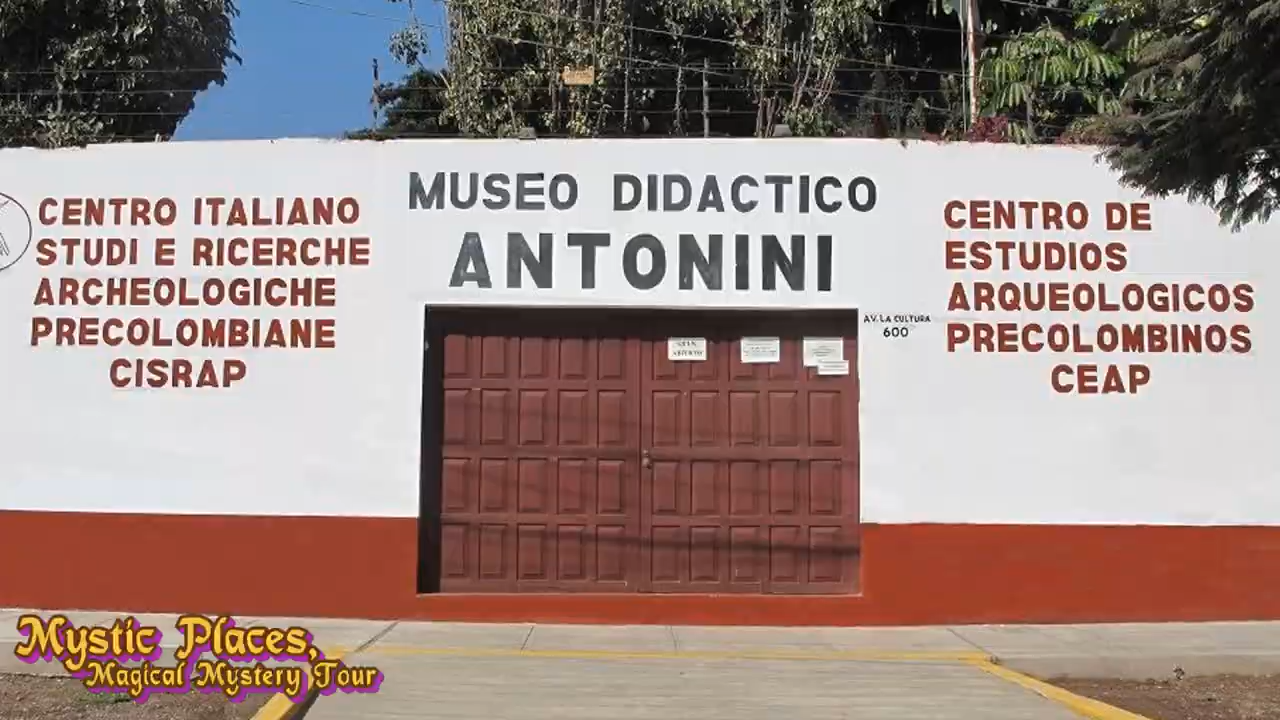 MUSEO DIDACTICO
ANTONINI
CENTRO ITALIANO
STUDI E RICERCHE
ARCHEOLOGICHE
PRECOLOMBIANE
CISRAP
CENTRO DE
ESTUDIOS
ARQUEOLOGICOS
PRECOLOMBINOS
CEAP
AV. LA CULTURA
600
Mystic Places,
Magical Mystery Tour